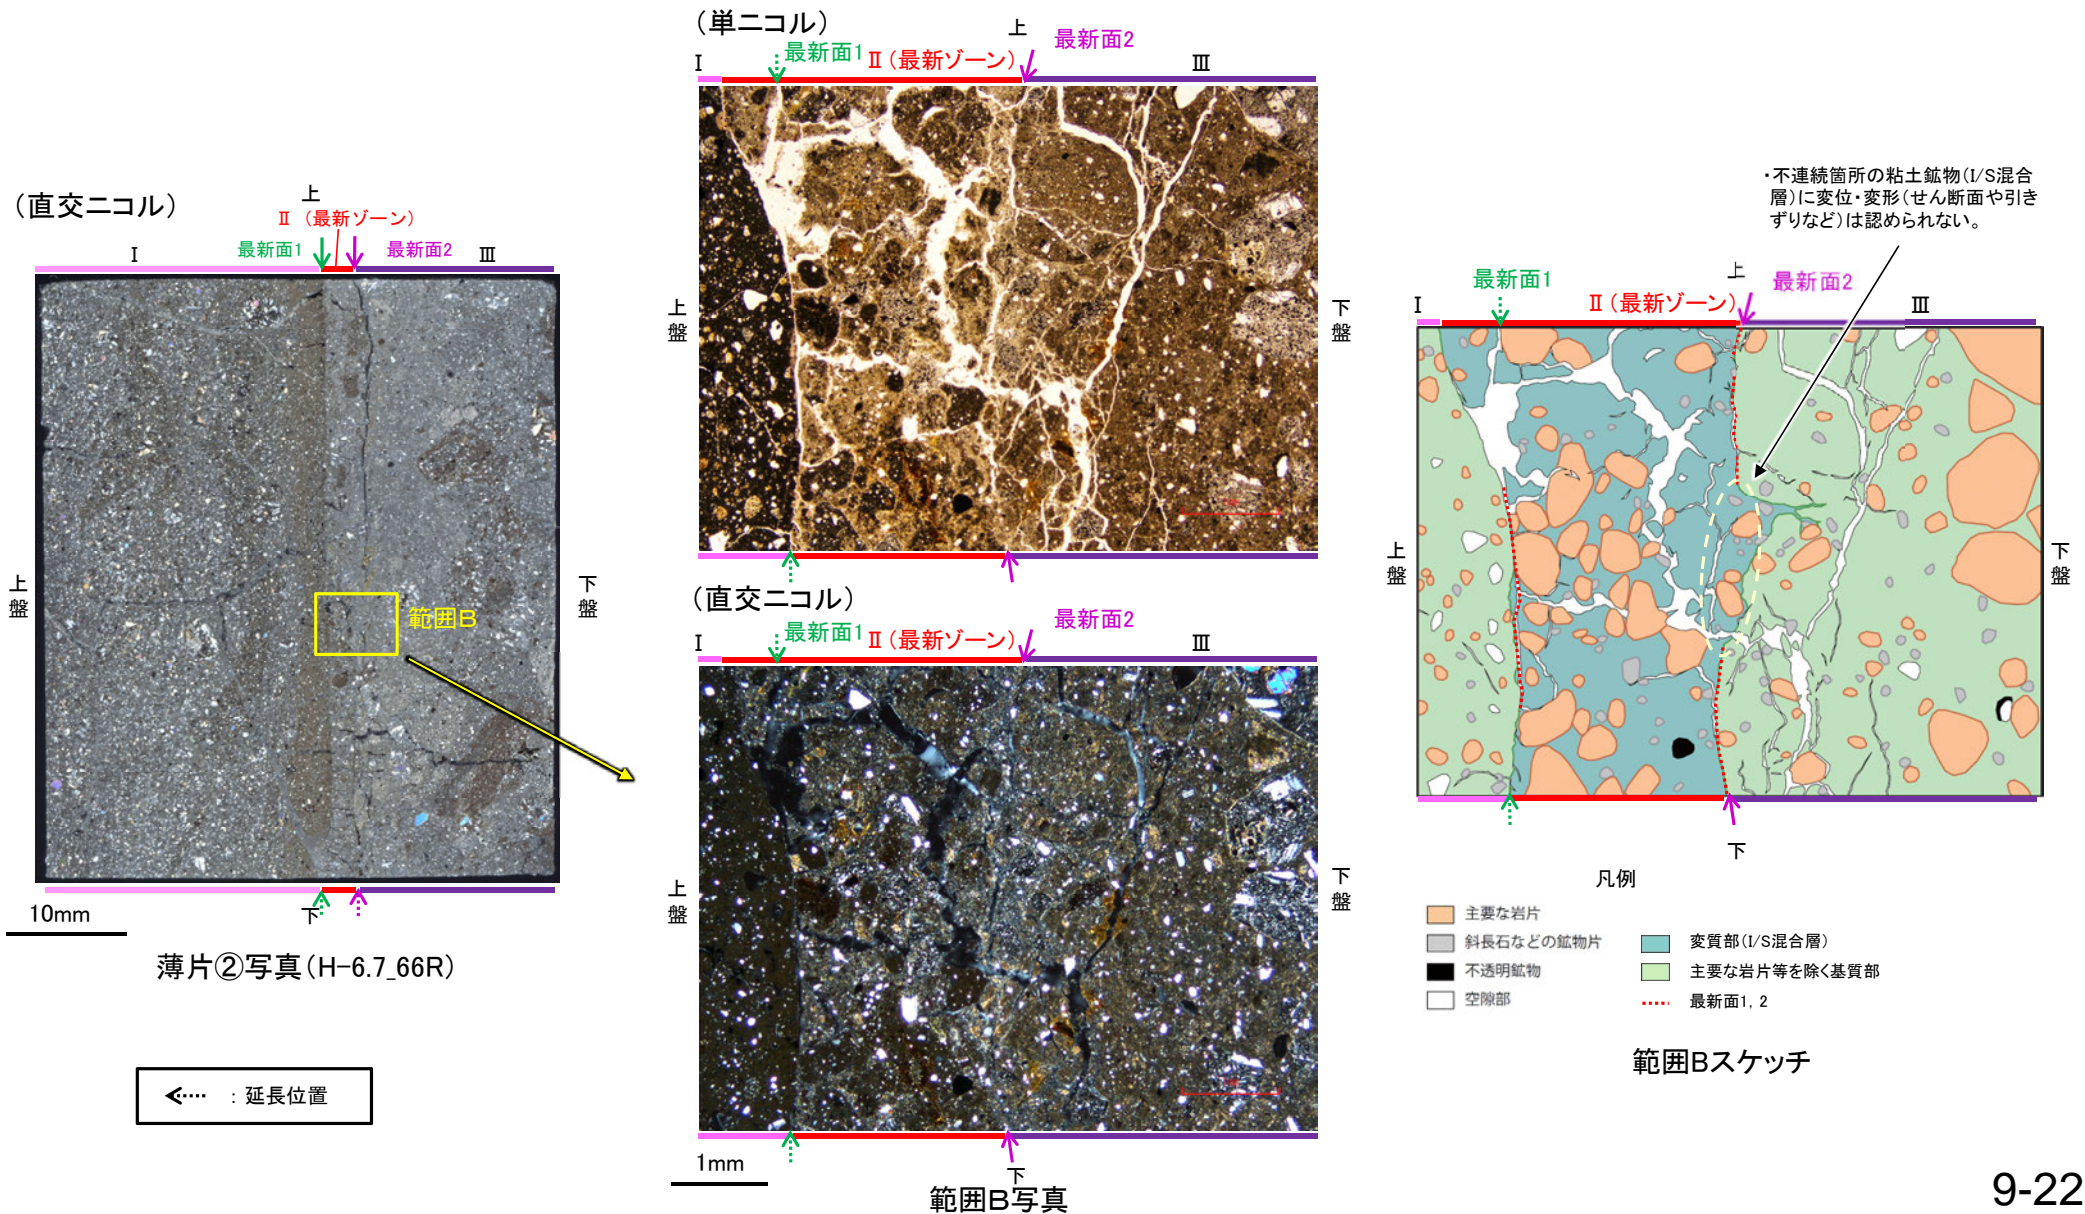 (直交ニコル)
上
Ⅱ (最新ゾーン)
Ⅰ
最新面1
最新面2
Ⅲ
上盤
下盤
範囲B
10mm
下
薄片②写真(H-6.7_66R)
:延長位置
(単ニコル)
上
最新面1
Ⅱ(最新ゾーン)
最新面2
Ⅰ
Ⅲ
上盤
下盤
(直交ニコル)
最新面1
Ⅱ(最新ゾーン)
最新面2
Ⅰ
Ⅲ
上盤
下盤
1mm
下
範囲B写真
・不連続箇所の粘土鉱物(I/S混合
層)に変位・変形(せん断面や引き
ずりなど)は認められない。
上
最新面1
Ⅱ(最新ゾーン)
最新面2
Ⅰ
Ⅲ
上盤
下盤
下
凡例
主要な岩片
斜長石などの鉱物片
不透明鉱物
空隙部
変質部(I/S混合層)
主要な岩片等を除く基質部
最新面1, 2
範囲Bスケッチ
9-22